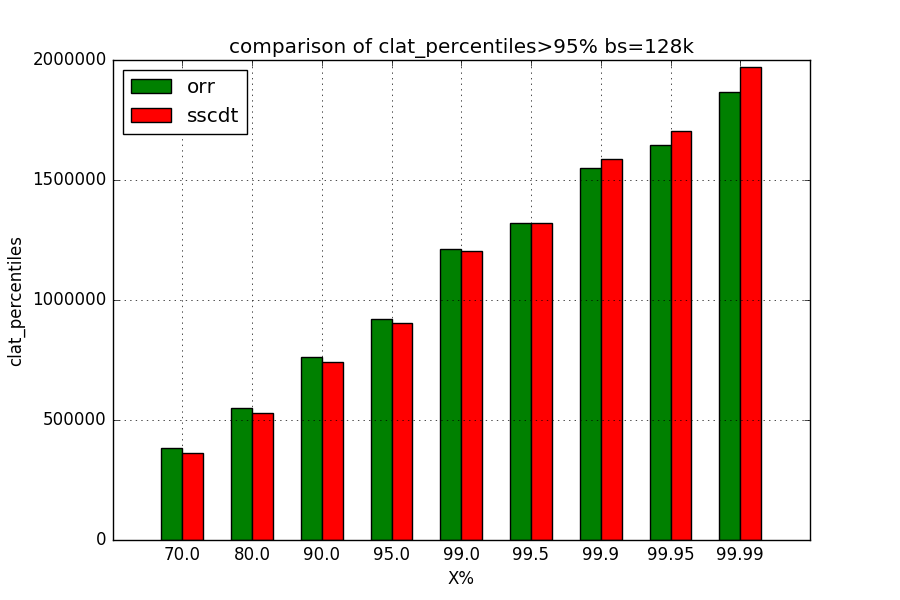 comparison of clat_percentiles>95% bs=128k
orr
sscdt
2000000
1500000
1000000
500000
0
clat_percentiles
70.0 80.0 90.0 95.0 99.0 99.5 99.9 99.95 99.99
X%